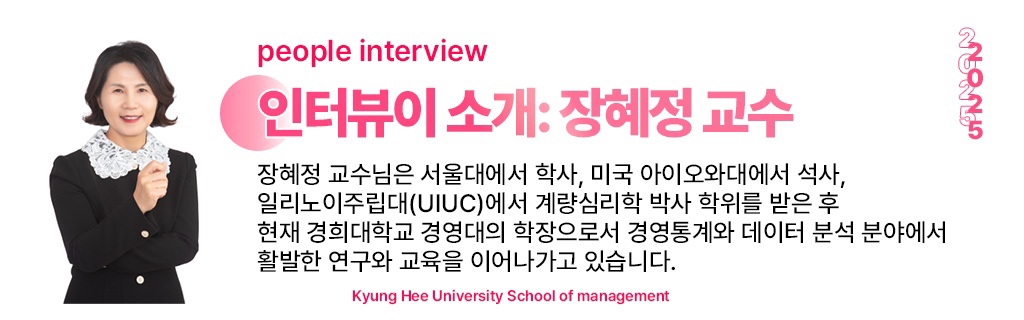 people interview
인터뷰이 소개: 장혜정 교수
장혜정 교수님은 서울대에서 학사, 미국 아이오와대에서 석사,
일리노이주립대(UIUC)에서 계량심리학 박사 학위를 받은 후
현재 경희대학교 경영대의 학장으로서 경영통계와 데이터 분석 분야에서
활발한 연구와 교육을 이어나가고 있습니다.
Kyung Hee University School of management
2025
2025